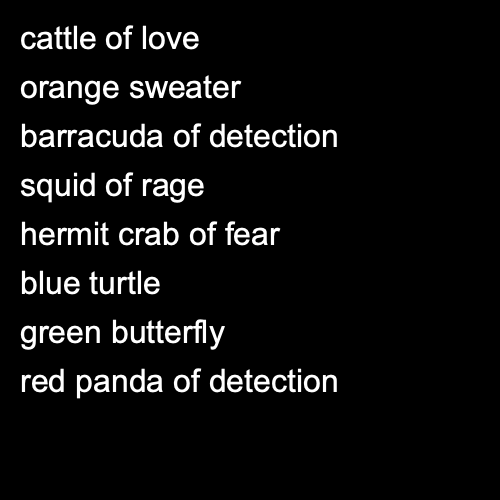 cattle of love
orange sweater
barracuda of detection
squid of rage
hermit crab of fear
blue turtle
green butterfly
red panda of detection